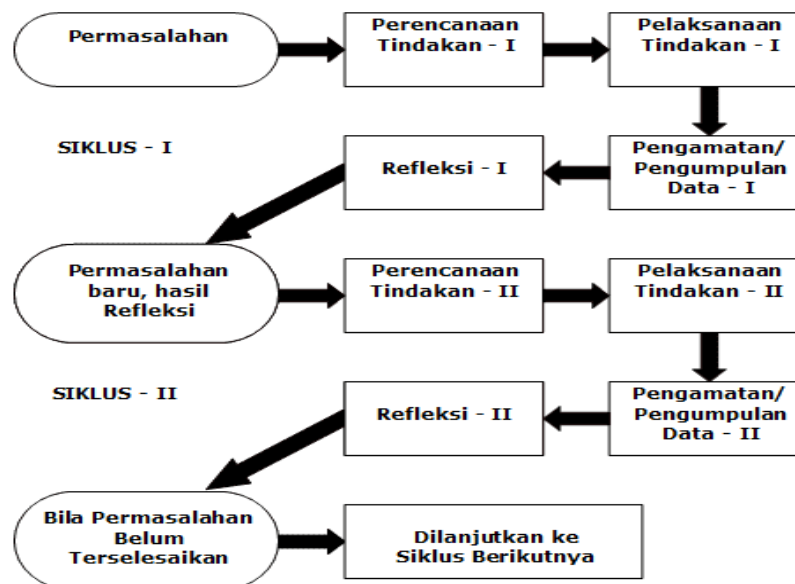 Permasalahan
Perencanaan
Tindakan - I
Pelaksanaan
Tindakan - I
SIKLUS - I
Refleksi - I
Pengamatan/
Pengumpulan
Data - I
Permasalahan
baru, hasil
Refleksi
Perencanaan
Tindakan - II
Pelaksanaan
Tindakan - II
SIKLUS - II
Refleksi - II
Pengamatan/
Pengumpulan
Data - II
Bila Permasalahan
Belum
Terselesaikan
Dilanjutkan ke
Siklus Berikutnya